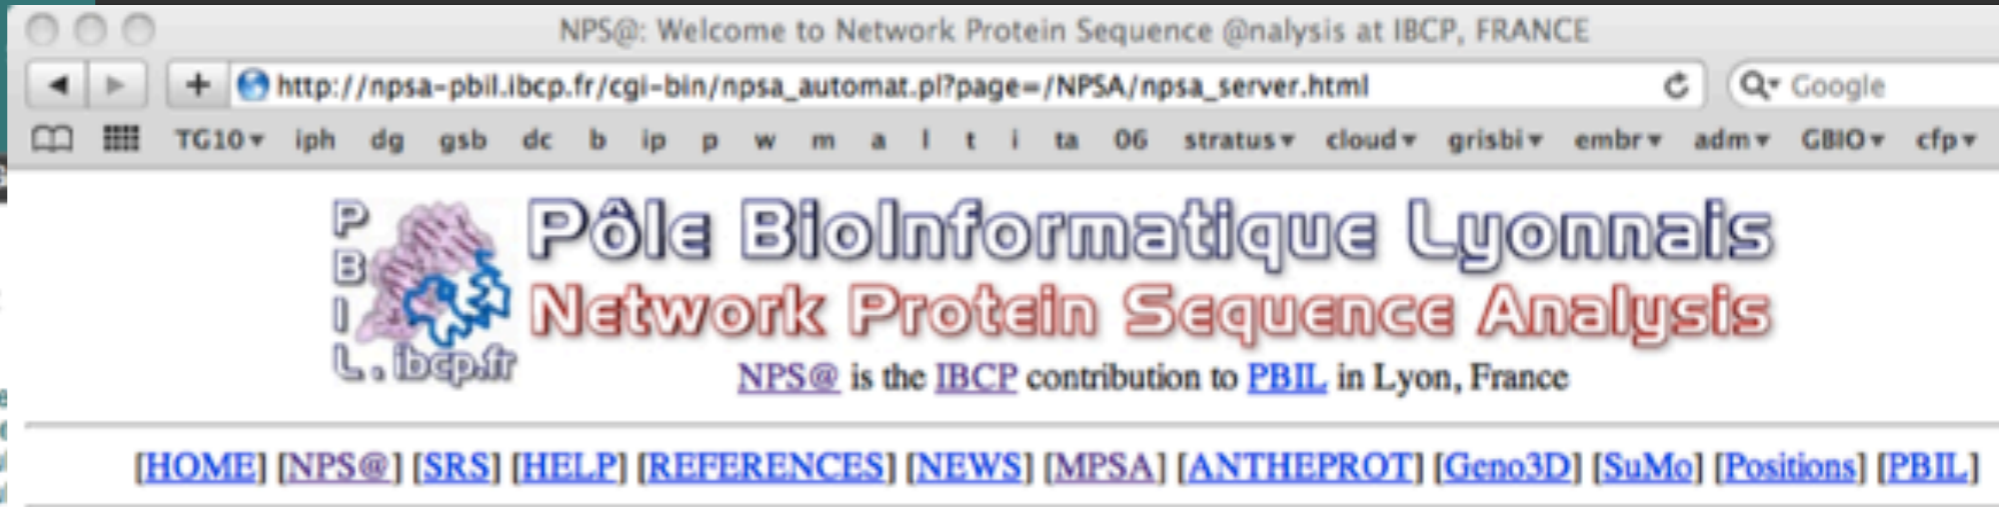 NPS@: Welcome to Network Protein Sequence @nalysis at IBCP, FRANCE
http://npsa-pbil.ibcp.fr/cgi-bin/npsa_automat.pl?page=/NPSA/npsa_server.html Google
TG10 iph dg gsb dc b ip p w m a l t i ta 06 stratus cloud grisbi embr adm GBIO cfp
PBIL.ibcp.fr
Pôle BioInformatique Lyonnais
Network Protein Sequence Analysis
NPS@ is the IBCP contribution to PBIL in Lyon, France
[HOME] [NPS@] [SRS] [HELP] [REFERENCES] [NEWS] [MPSA] [ANTHEPROT] [Geno3D] [SuMo] [Positions] [PBIL]